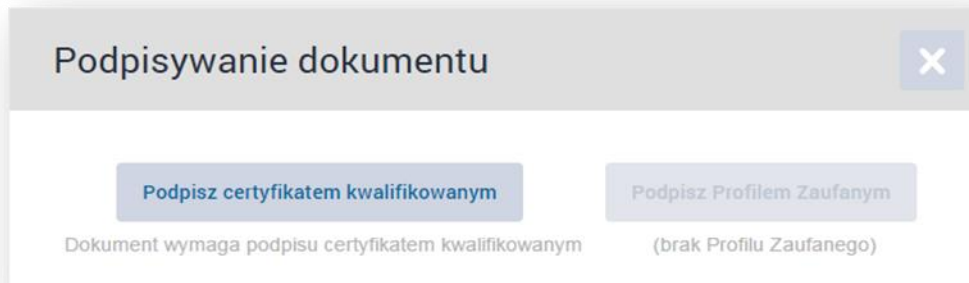 Podpisywanie dokumentu
Podpisz certyfikatem kwalifikowanym
Podpisz Profilem Zaufanym
Dokument wymaga podpisu certyfikatem kwalifikowanym
(brak Profilu Zaufanego)